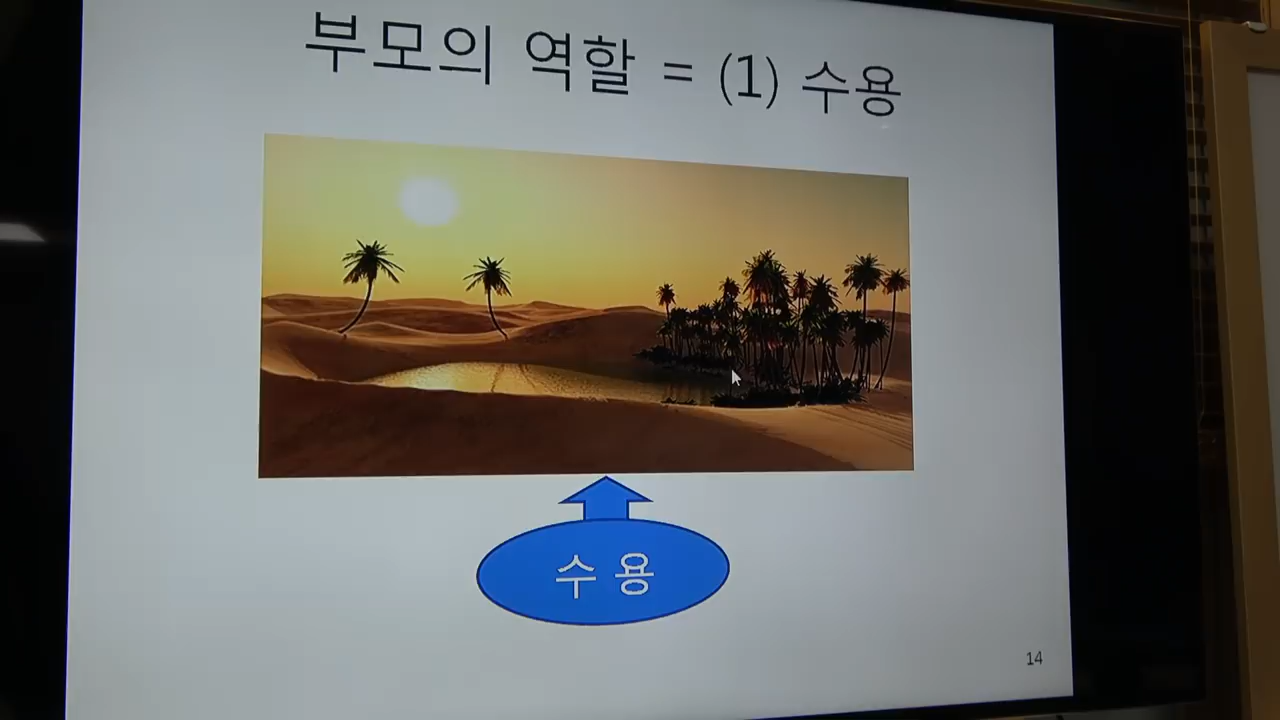 부모의 역할 = (1) 수용
수 용
14